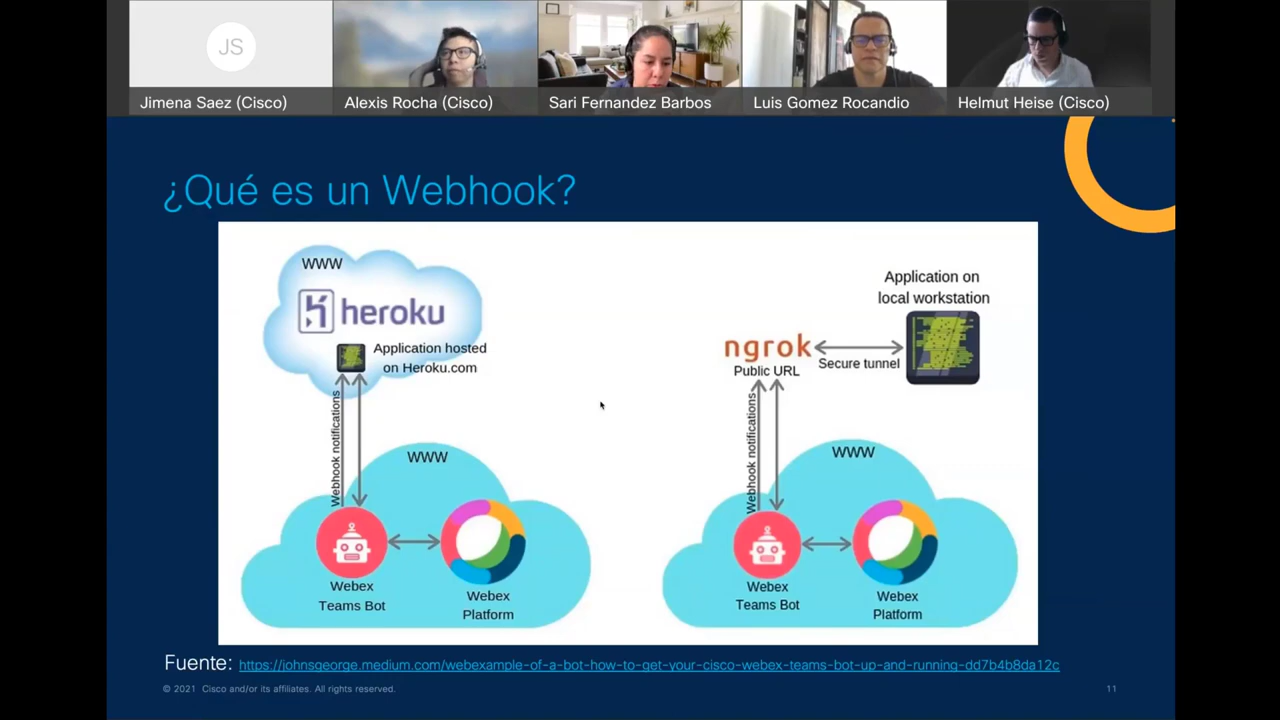 JS
Jimena Saez (Cisco)
Alexis Rocha (Cisco)
Sari Fernandez Barbos
Luis Gomez Rocandio
Helmut Heise (Cisco)
¿Qué es un Webhook?
WWW
heroku
Application hosted
on Heroku.com
Webhook notifications
WWW
Webex
Teams Bot
Webex
Platform
Application on
local workstation
ngrok
Public URL
Secure tunnel
Webhook notifications
WWW
Webex
Teams Bot
Webex
Platform
Fuente: https://johnsgeorge.medium.com/webexample-of-a-bot-how-to-get-your-cisco-webex-teams-bot-up-and-running-dd7b4b8da12c
© 2021 Cisco and/or its affiliates. All rights reserved.
11